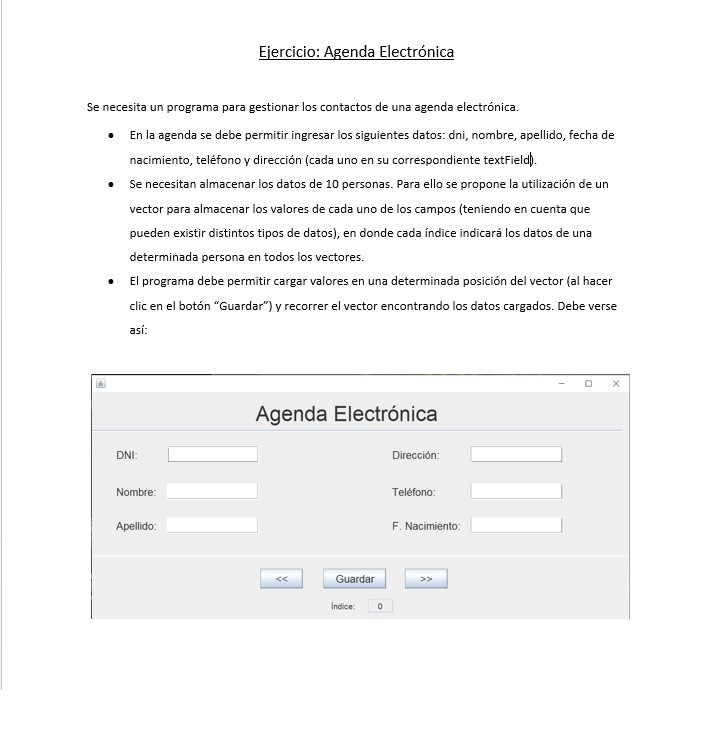 Ejercicio: Agenda Electrónica
Se necesita un programa para gestionar los contactos de una agenda electrónica.
• En la agenda se debe permitir ingresar los siguientes datos: dni, nombre, apellido, fecha de
nacimiento, teléfono y dirección (cada uno en su correspondiente textField).
• Se necesitan almacenar los datos de 10 personas. Para ello se propone la utilización de un
vector para almacenar los valores de cada uno de los campos (teniendo en cuenta que
pueden existir distintos tipos de datos), en donde cada índice indicará los datos de una
determinada persona en todos los vectores.
• El programa debe permitir cargar valores en una determinada posición del vector (al hacer
clic en el botón “Guardar”) y recorrer el vector encontrando los datos cargados. Debe verse
así:
Agenda Electrónica
DNI: Dirección:
Nombre: Teléfono:
Apellido: F. Nacimiento:
<< Guardar >>
Índice: 0